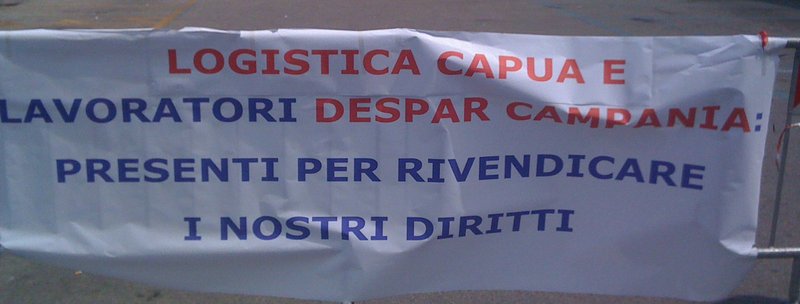 LOGISTICA CAPUA E
LAVORATORI DESPAR CAMPANIA:
PRESENTI PER RIVENDICARE
I NOSTRI DIRITTI